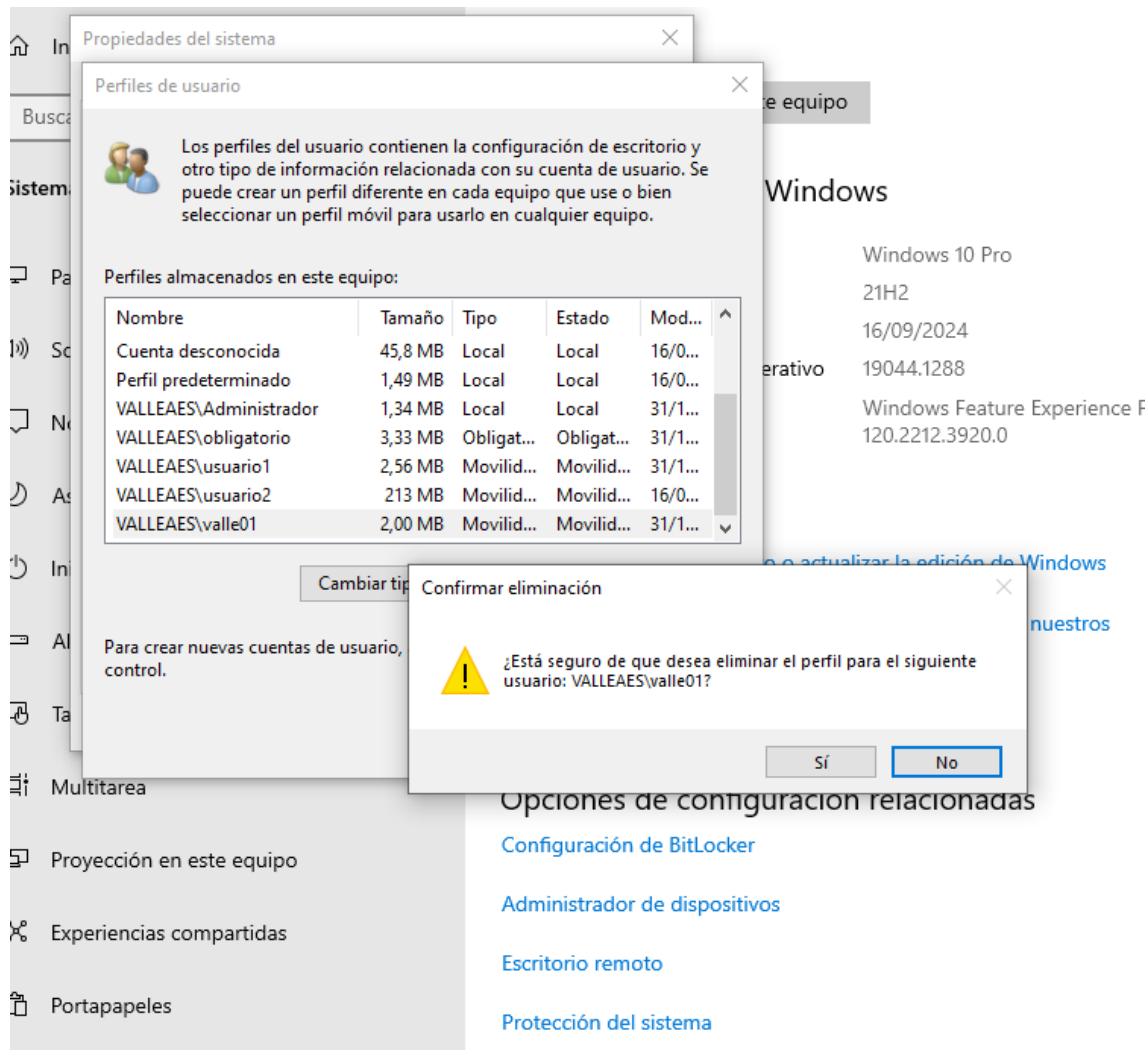 Propiedades del sistema
Perfiles de usuario
Los perfiles del usuario contienen la configuración de escritorio y
otro tipo de información relacionada con su cuenta de usuario. Se
puede crear un perfil diferente en cada equipo que use o bien
seleccionar un perfil móvil para usarlo en cualquier equipo.
Perfiles almacenados en este equipo:
Nombre Tamaño Tipo Estado Mod...
Cuenta desconocida 45,8 MB Local Local 16/0...
Perfil predeterminado 1,49 MB Local Local 16/0...
VALLEAES\Administrador 1,34 MB Local Local 31/1...
VALLEAES\obligatorio 3,33 MB Obligat... Obligat... 31/1...
VALLEAES\usuario1 2,56 MB Movilid... Movilid... 31/1...
VALLEAES\usuario2 213 MB Movilid... Movilid... 16/0...
VALLEAES\valle01 2,00 MB Movilid... Movilid... 31/1...
Cambiar tip
Para crear nuevas cuentas de usuario,
control.
Confirmar eliminación
¿Está seguro de que desea eliminar el perfil para el siguiente
usuario: VALLEAES\valle01?
Sí No
In
Busca
Sistema
Pa
So
No
As
Ini
Al
Ta
Multitarea
Proyección en este equipo
Experiencias compartidas
Portapapeles
te equipo
Windows
Windows 10 Pro
21H2
16/09/2024
erativo 19044.1288
Windows Feature Experience P
120.2212.3920.0
o o actualizar la edición de Windows
nuestros
Opciones de configuración relacionadas
Configuración de BitLocker
Administrador de dispositivos
Escritorio remoto
Protección del sistema